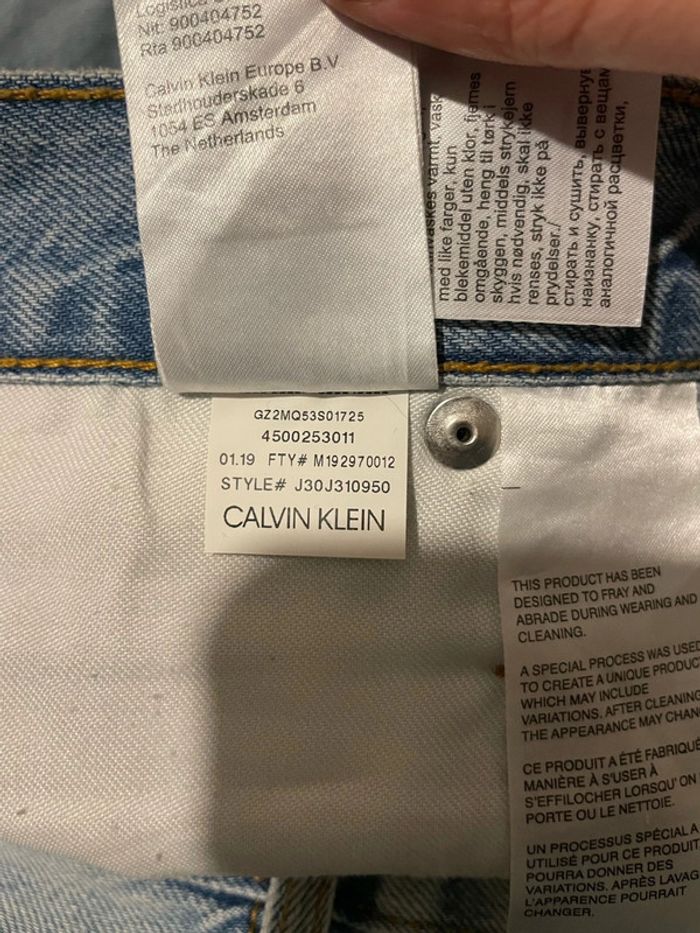 Nit: 900404752
Rta 900404752
Calvin Klein Europe B.V
Stadhouderskade 6
1054 ES Amsterdam
The Netherlands
med like farger, kun
blekemiddel uten klor, fjernes
omgående, heng til tørk i
skyggen, middels strykejern
hvis nødvendig, skal ikke
renses, stryk ikke på
prydelser./
стирать и сушить, вывернув
наизнанку, стирать с вещам
аналогичной расцветки,
GZ2MQ53S01725
4500253011
01.19 FTY# M192970012
STYLE# J30J310950
CALVIN KLEIN
THIS PRODUCT HAS BEEN
DESIGNED TO FRAY AND
ABRADE DURING WEARING AND
CLEANING.
A SPECIAL PROCESS WAS USED
TO CREATE A UNIQUE PRODUC
WHICH MAY INCLUDE
VARIATIONS. AFTER CLEANING
THE APPEARANCE MAY CHAN
CE PRODUIT A ÉTÉ FABRIQUÉ
MANIÈRE À S'USER À
S'EFFILOCHER LORSQU' ON
PORTE OU LE NETTOIE.
UN PROCESSUS SPÉCIAL A
UTILISÉ POUR CE PRODUIT
POURRA DONNER DES
VARIATIONS. APRÈS LAVAG
L'APPARENCE POURRAIT
CHANGER.